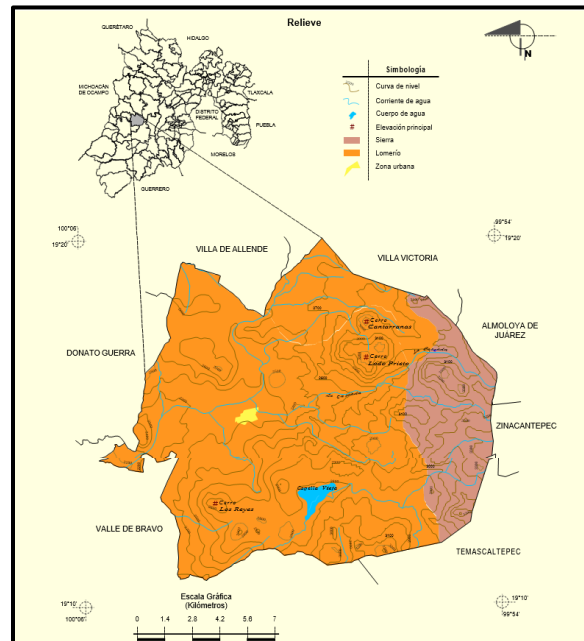 Relieve
QUERÉTARO
HIDALGO
MICHOACÁN
DE OCAMPO
TLAXCALA
DISTRITO
FEDERAL
PUEBLA
MORELOS
GUERRERO
N
Simbología
Curva de nivel
Corriente de agua
Cuerpo de agua
# Elevación principal
Sierra
Lomerío
Zona urbana
100°06'
19°20'
99°54'
19°20'
VILLA DE ALLENDE
VILLA VICTORIA
ALMOLOYA DE
JUÁREZ
DONATO GUERRA
ZINACANTEPEC
VALLE DE BRAVO
TEMASCALTEPEC
# Cerro
Cantarranas
# Cerro
Lodo Prieto
Capilla Vieja
# Cerro
Los Reyes
19°10'
100°06'
19°10'
99°54'
Escala Gráfica
(Kilómetros)
0 1.4 2.8 4.2 5.6 7